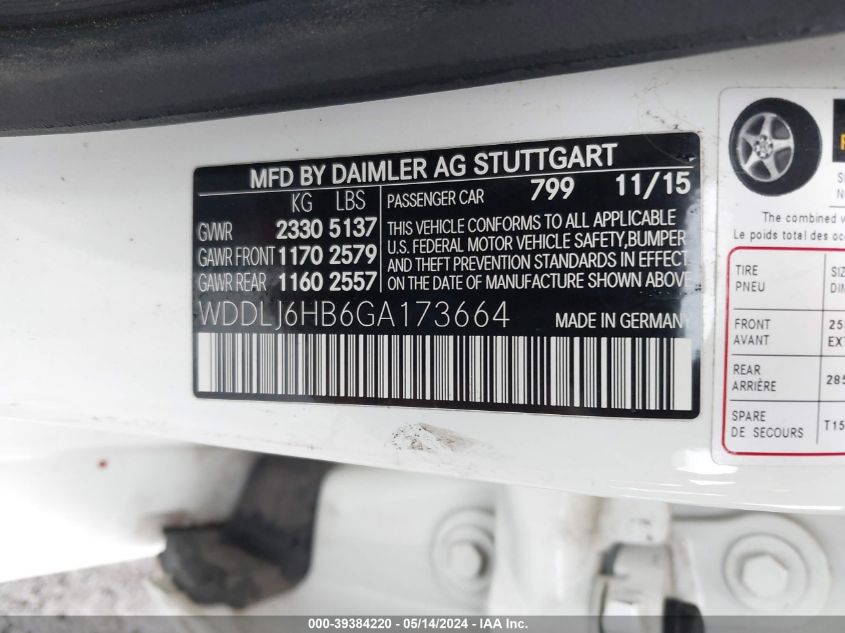 MFD BY DAIMLER AG STUTTGART
KG LBS
GVWR 2330 5137
GAWR FRONT 1170 2579
GAWR REAR 1160 2557
PASSENGER CAR 799 11/15
THIS VEHICLE CONFORMS TO ALL APPLICABLE
U.S. FEDERAL MOTOR VEHICLE SAFETY,BUMPER
AND THEFT PREVENTION STANDARDS IN EFFECT
ON THE DATE OF MANUFACTURE SHOWN ABOVE
WDDLJ6HB6GA173664 MADE IN GERMANY
The combined
Le poids total des
TIRE
PNEU
FRONT
AVANT
REAR
ARRIÈRE
285
SPARE
DE SECOURS
000-39384220 - 05/14/2024 - IAA Inc.